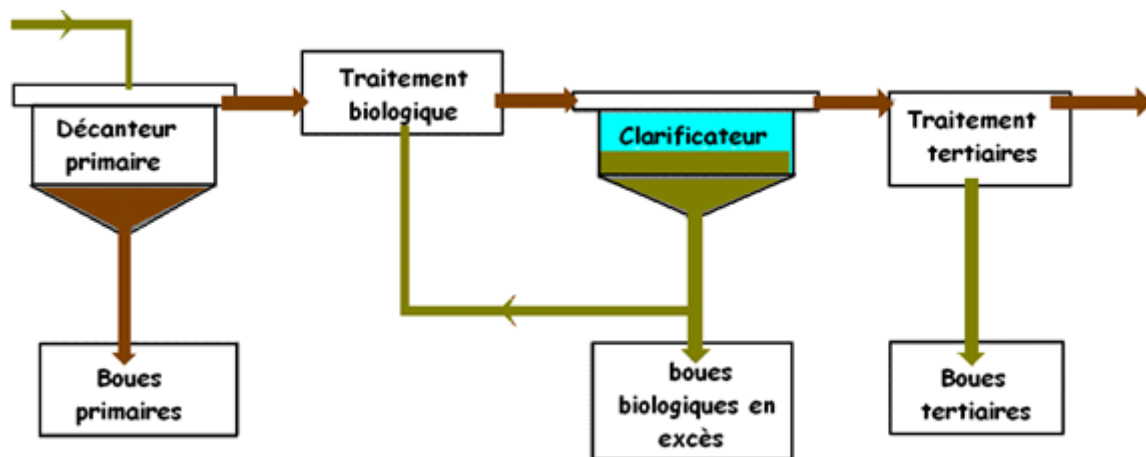 Décanteur
primaire
Traitement
biologique
Clarificateur
Traitement
tertiaires
Boues
primaires
boues
biologiques en
excès
Boues
tertiaires